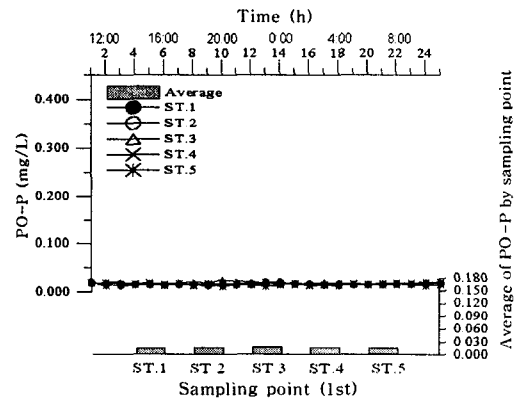 Time (h)
12:00 16:00 20:00 0:00 4:00 8:00
2 4 6 8 10 12 14 16 18 20 22 24
Average
ST.1
ST.2
ST.3
ST.4
ST.5
PO-P (mg/L)
0.400
0.300
0.200
0.100
0.000
Average of PO-P by sampling point
0.180
0.150
0.120
0.090
0.060
0.030
0.000
ST.1 ST.2 ST.3 ST.4 ST.5
Sampling point (1st)